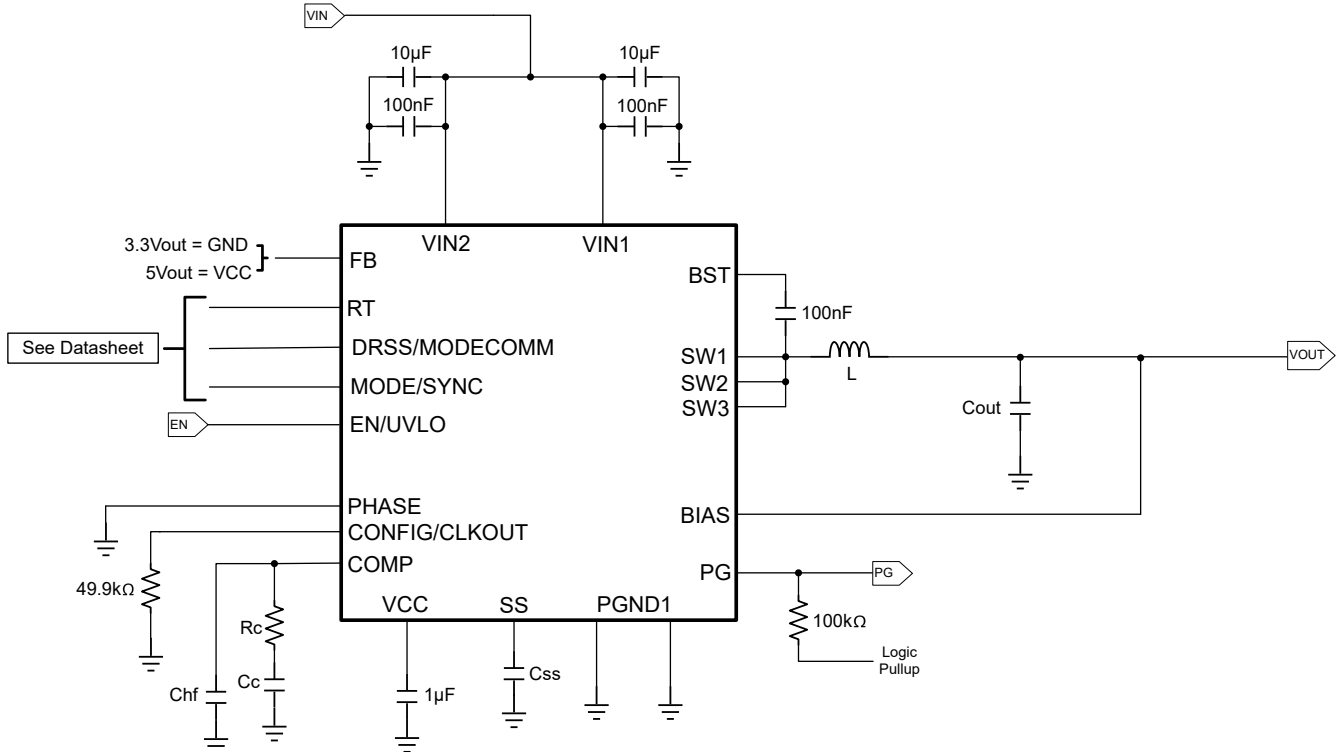 VIN
10µF
10µF
100nF
100nF
VIN2
VIN1
3.3Vout = GND
5Vout = VCC
FB
BST
RT
100nF
See Datasheet
DRSS/MODECOMM
SW1
VOUT
L
MODE/SYNC
SW2
SW3
Cout
EN
EN/UVLO
PHASE
BIAS
CONFIG/CLKOUT
COMP
PG
PG
49.9kΩ
VCC
SS
PGND1
100kΩ
Rc
Logic
Pullup
Cc
Chf
1µF
Css